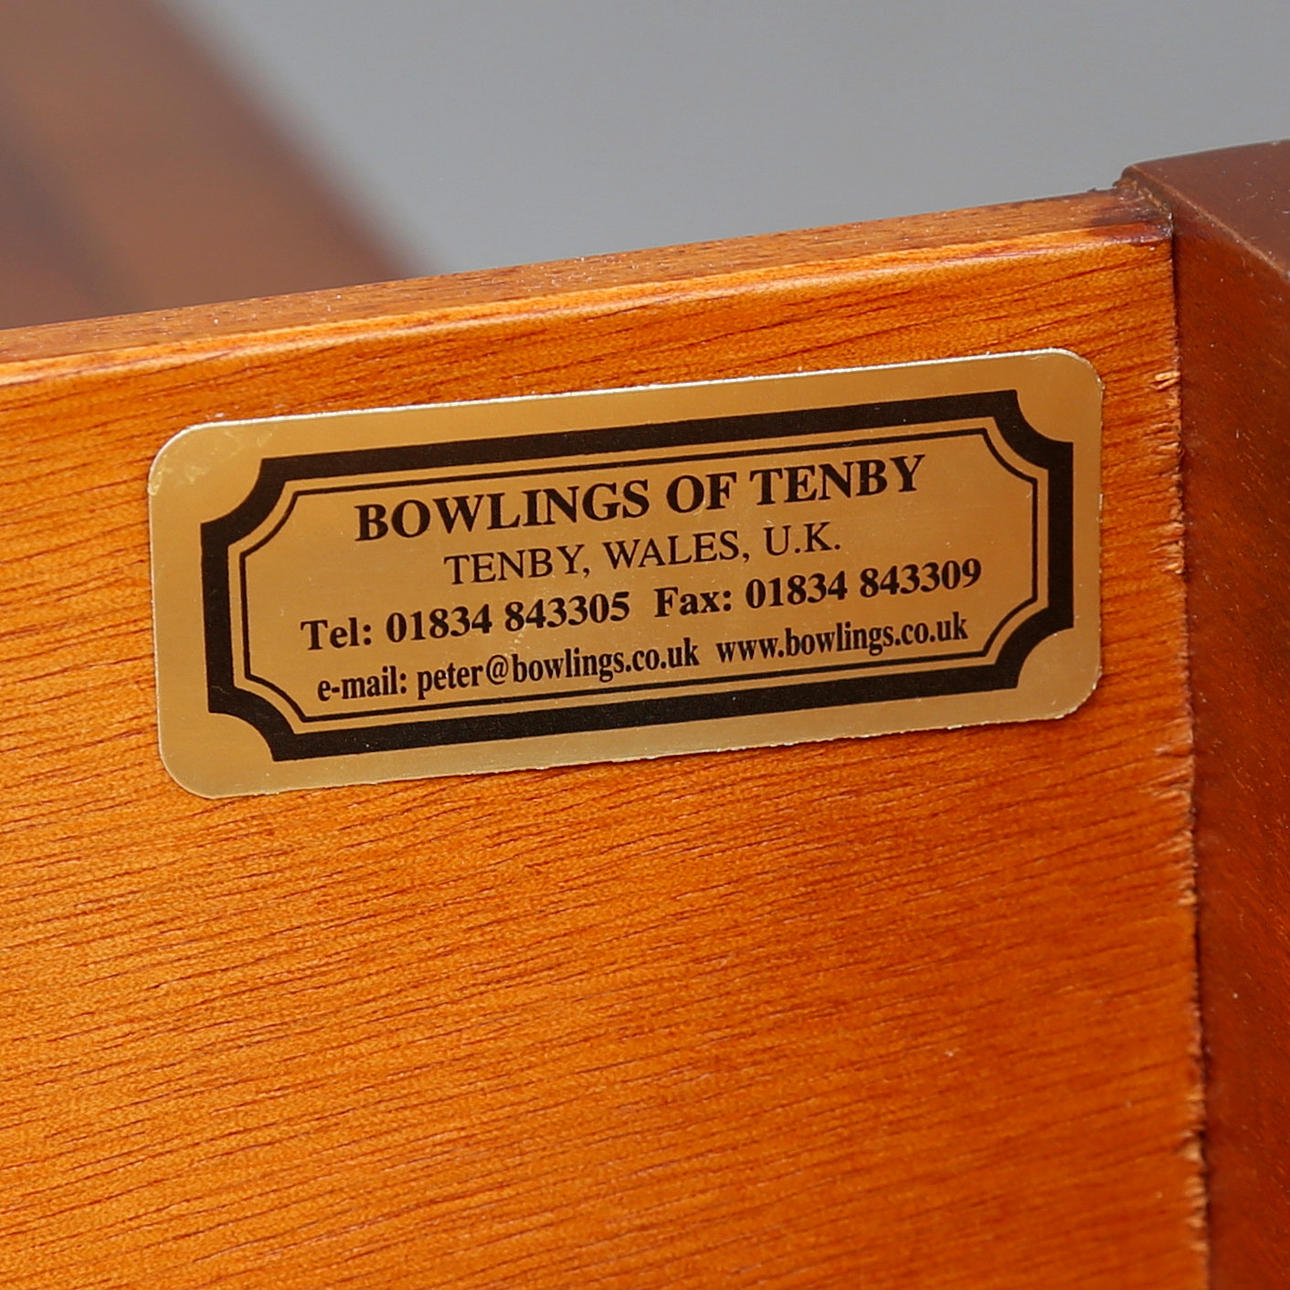 BOWLINGS OF TENBY
TENBY, WALES, U.K.
Tel: 01834 843305 Fax: 01834 843309
e-mail: peter@bowlings.co.uk www.bowlings.co.uk